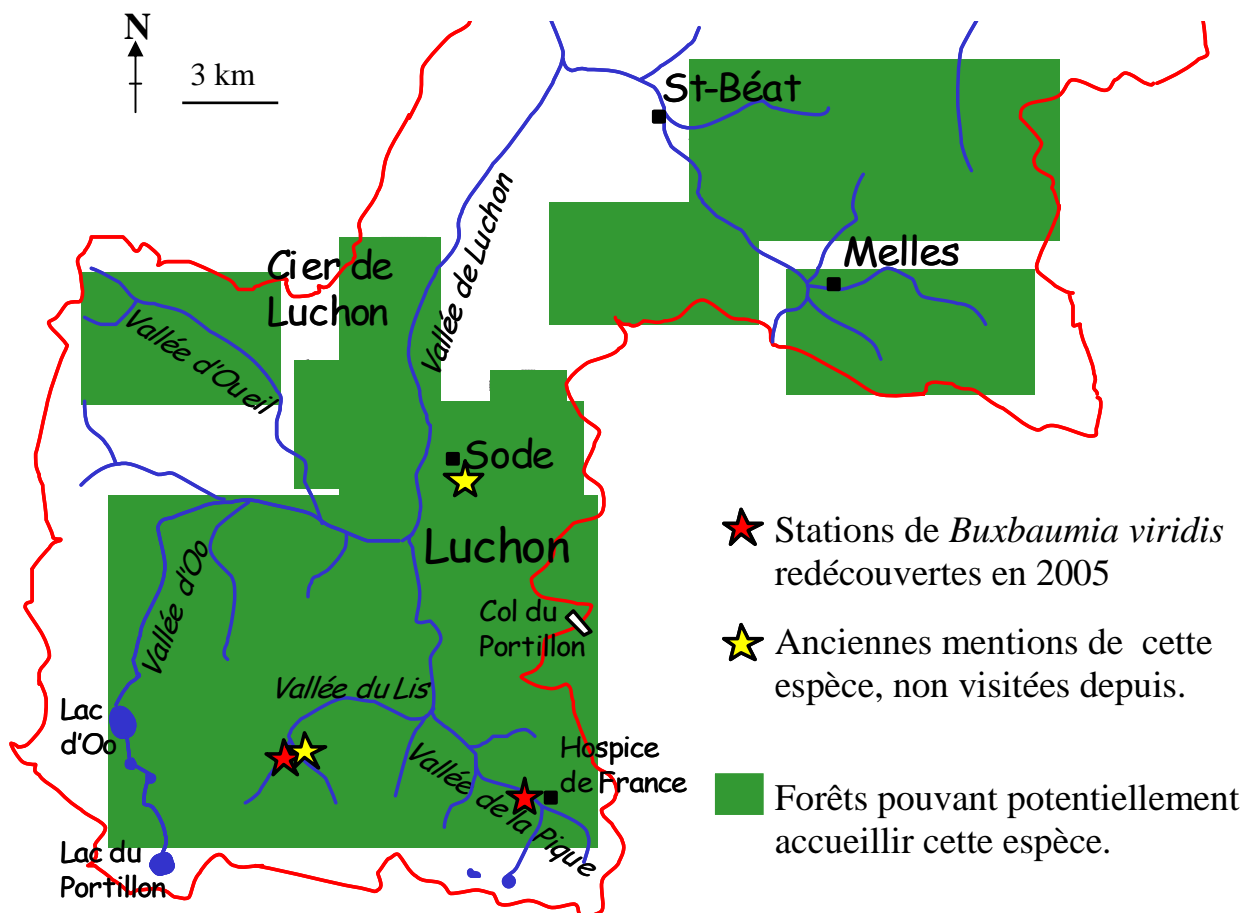 N
3 km
St-Béat
Vallée de Luchon
Cier de
Luchon
Melles
Vallée d'Oueil
Sode
Luchon
Stations de Buxbaumia viridis
redécouvertes en 2005
Vallée d'Oo
Col du
Portillon
Anciennes mentions de cette
espèce, non visitées depuis.
Vallée du Lis
Lac
d'Oo
Hospice
de France
Vallée de la Pique
Forêts pouvant potentiellement
accueillir cette espèce.
Lac du
Portillon